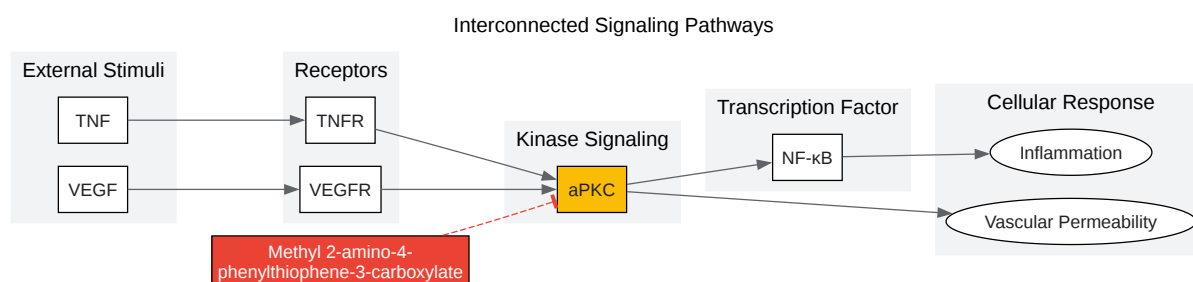 Interconnected Signaling Pathways
External Stimuli
TNF
VEGF
Receptors
TNFR
VEGFR
Kinase Signaling
aPKC
Transcription Factor
NF-κB
Cellular Response
Inflammation
Vascular Permeability
Methyl 2-amino-4-
phenylthiophene-3-carboxylate